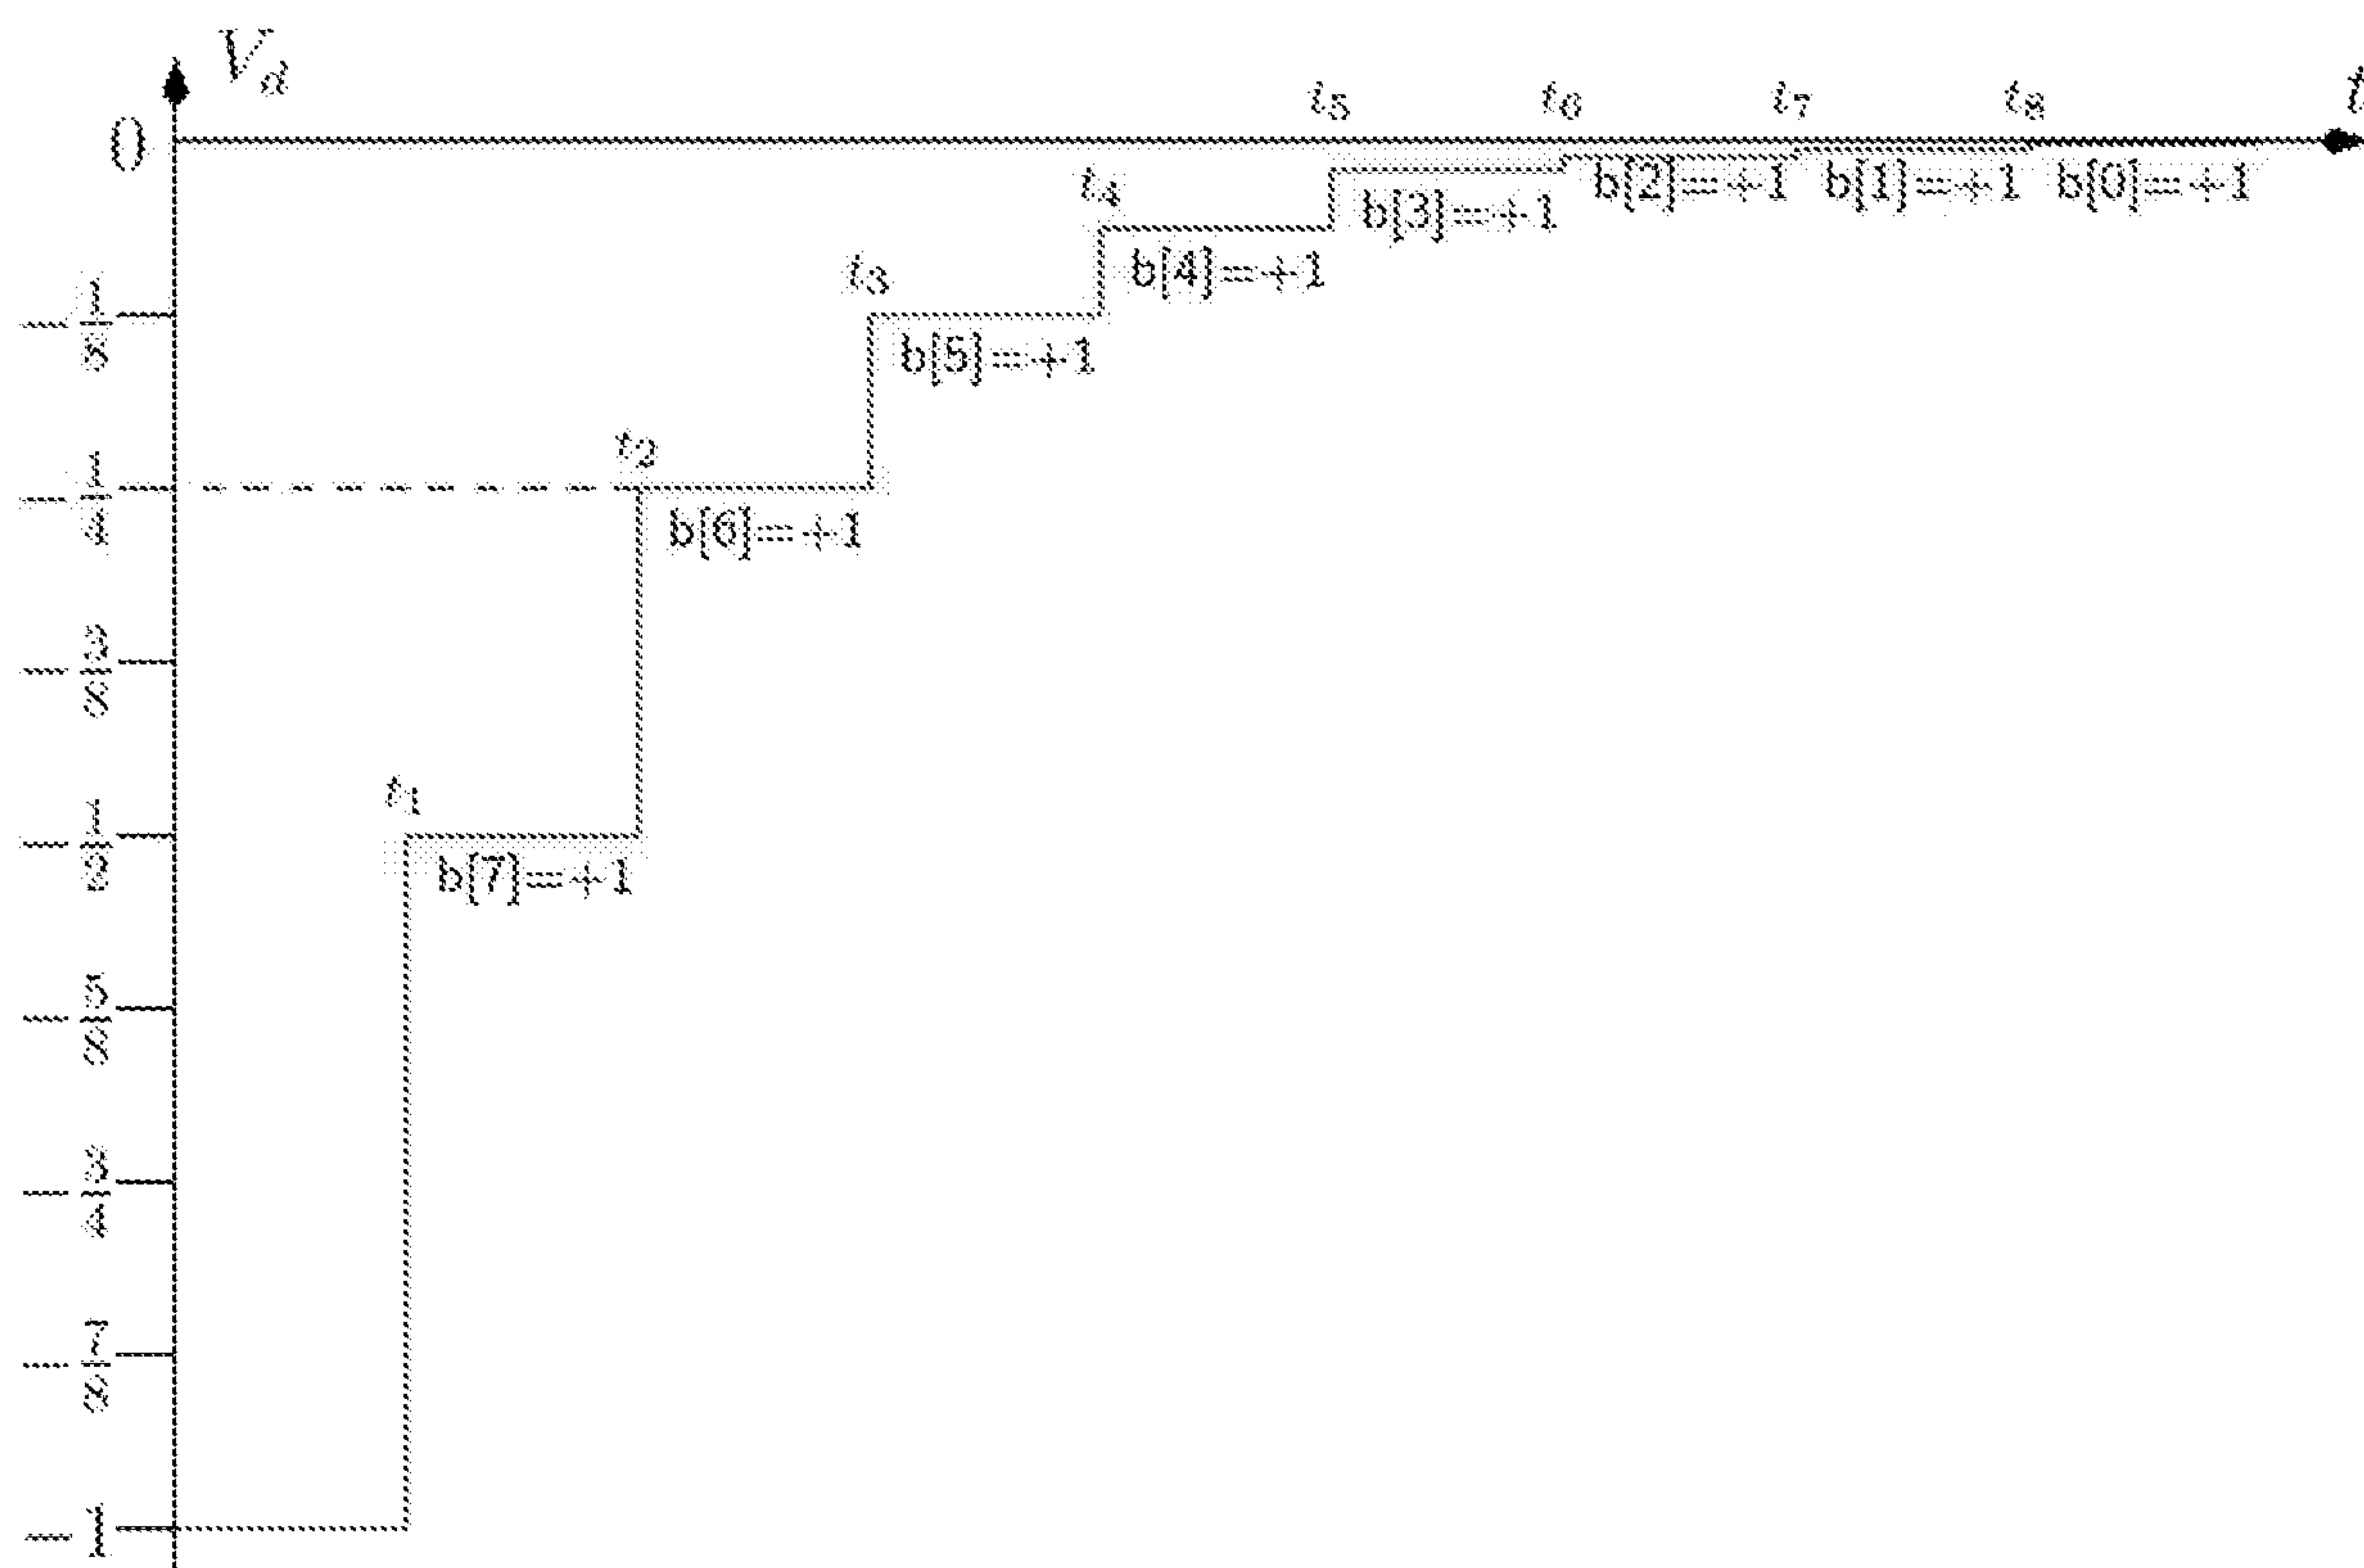 V_d
t_5 t_6 t_7 t_8 t
0
t_4
b[2]=+1 b[1]=+1 b[0]=+1
b[3]=+1
t_3
b[4]=+1
-1/8
b[5]=+1
t_2
-1/4
b[6]=+1
-3/8
t_1
-1/2
b[7]=+1
-5/8
-3/4
-7/8
-1